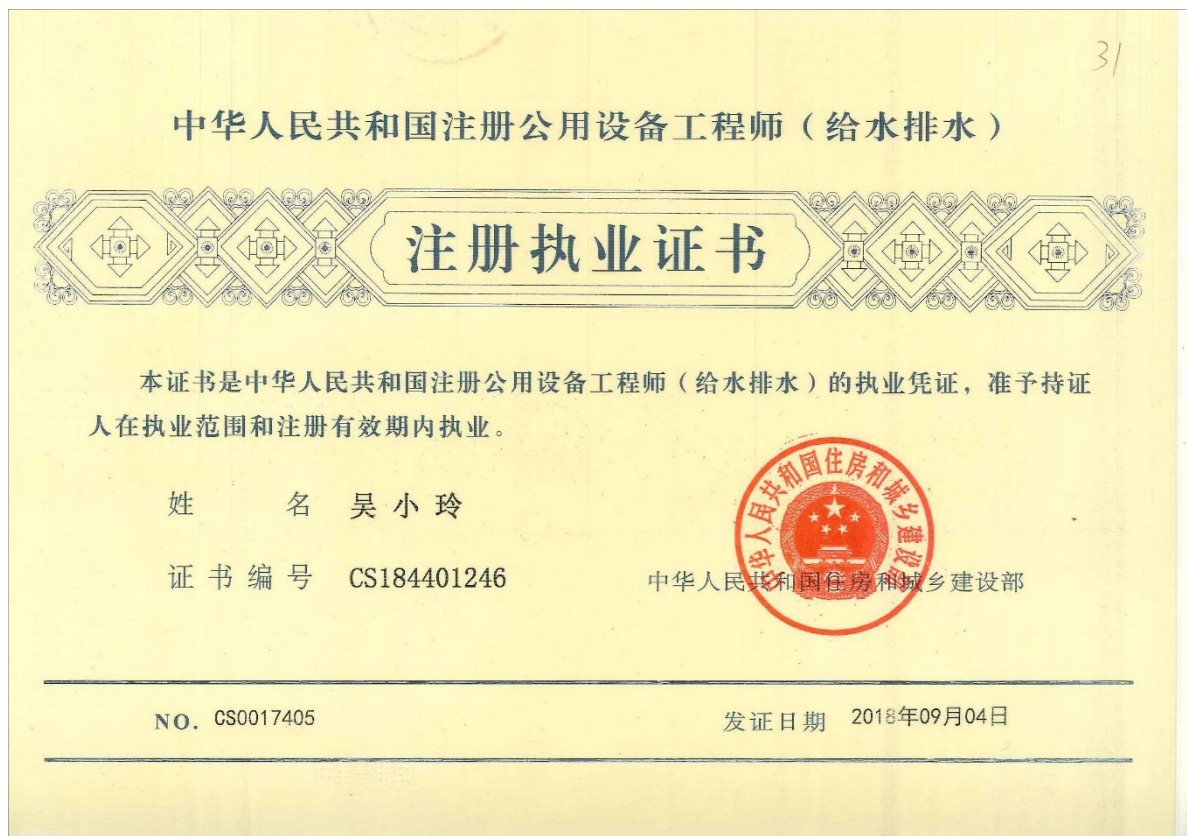 31
中华人民共和国注册公用设备工程师（给水排水）
注册执业证书
本证书是中华人民共和国注册公用设备工程师（给水排水）的执业凭证，准予持证
人在执业范围和注册有效期内执业。
姓 名 吴小玲
证书编号 CS184401246
中华人民共和国住房和城乡建设部
中华人民共和国住房和城乡建设部
NO. CS0017405
发证日期 2018年09月04日